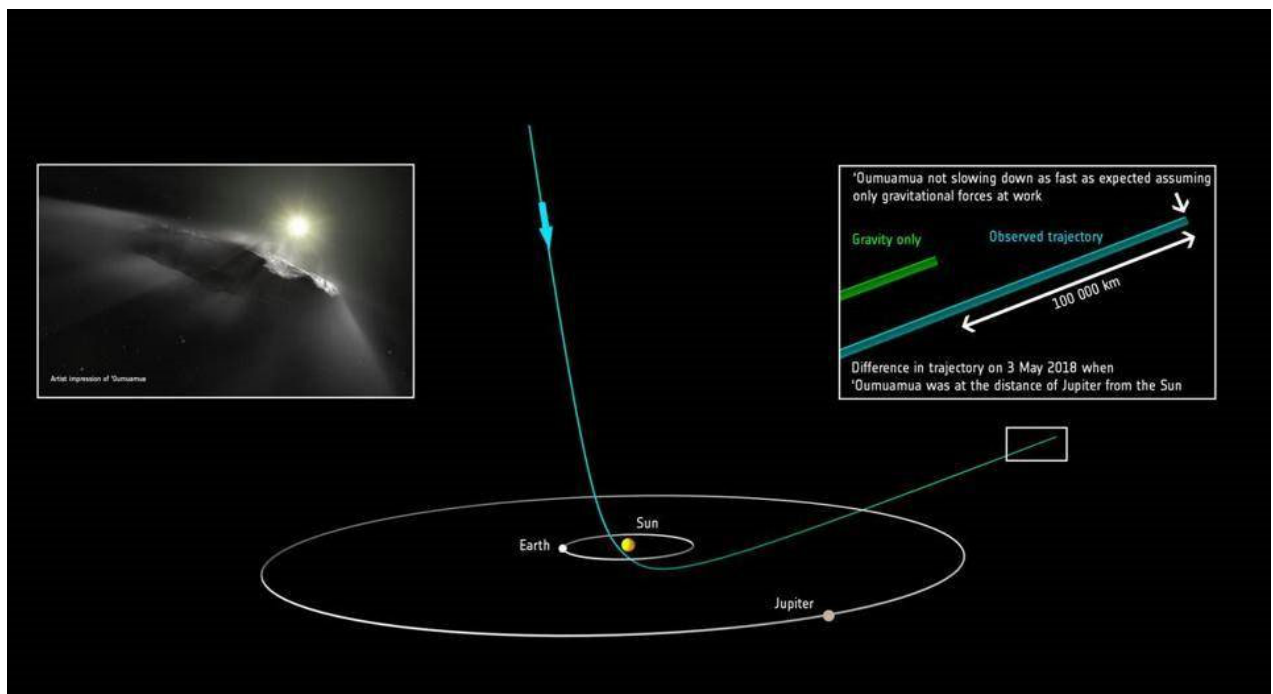 'Oumuamua not slowing down as fast as expected assuming
only gravitational forces at work
Gravity only
Observed trajectory
100 000 km
Difference in trajectory on 3 May 2018 when
'Oumuamua was at the distance of Jupiter from the Sun
Artist impression of 'Oumuamua
Sun
Earth
Jupiter